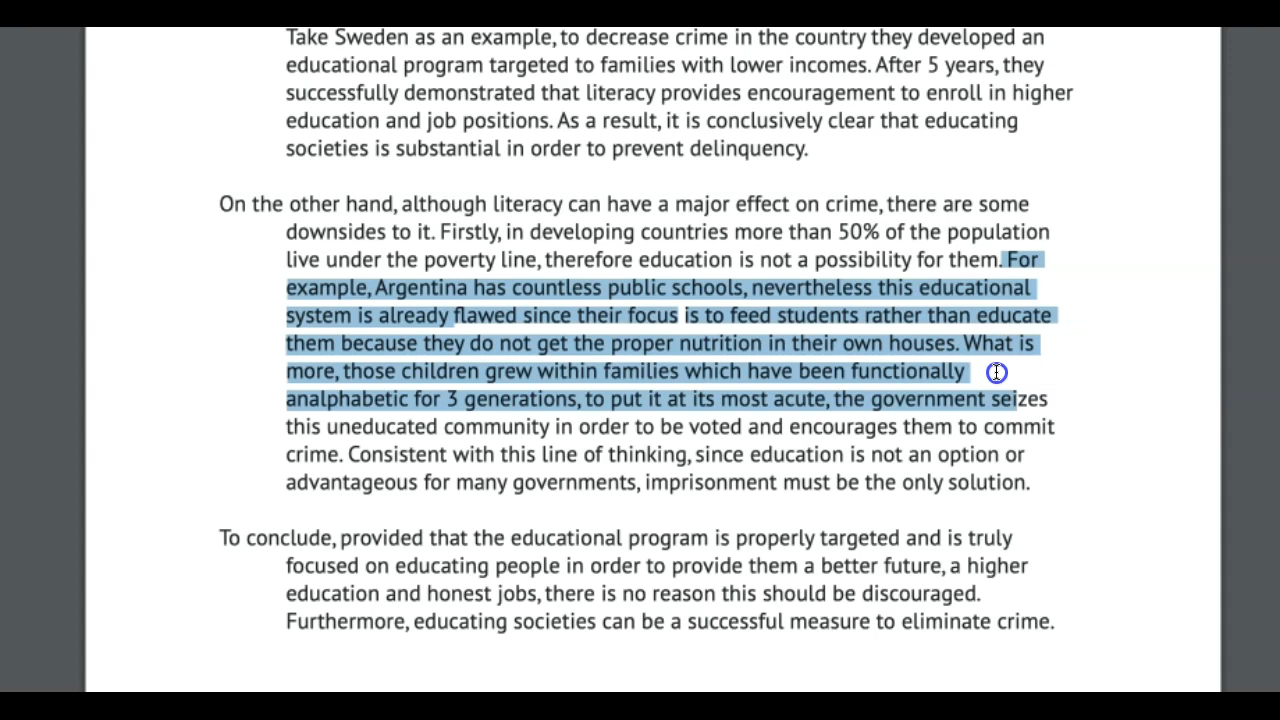 Take Sweden as an example, to decrease crime in the country they developed an
educational program targeted to families with lower incomes. After 5 years, they
successfully demonstrated that literacy provides encouragement to enroll in higher
education and job positions. As a result, it is conclusively clear that educating
societies is substantial in order to prevent delinquency.
On the other hand, although literacy can have a major effect on crime, there are some
downsides to it. Firstly, in developing countries more than 50% of the population
live under the poverty line, therefore education is not a possibility for them. For
example, Argentina has countless public schools, nevertheless this educational
system is already flawed since their focus is to feed students rather than educate
them because they do not get the proper nutrition in their own houses. What is
more, those children grew within families which have been functionally
analphabetic for 3 generations, to put it at its most acute, the government seizes
this uneducated community in order to be voted and encourages them to commit
crime. Consistent with this line of thinking, since education is not an option or
advantageous for many governments, imprisonment must be the only solution.
To conclude, provided that the educational program is properly targeted and is truly
focused on educating people in order to provide them a better future, a higher
education and honest jobs, there is no reason this should be discouraged.
Furthermore, educating societies can be a successful measure to eliminate crime.